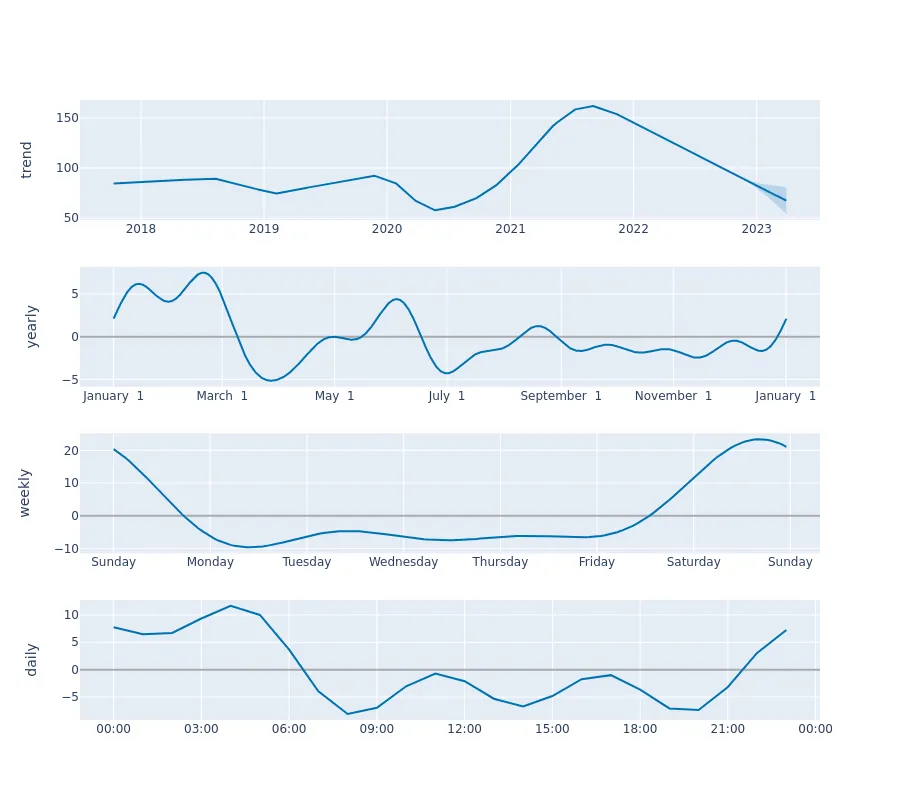 trend
150
100
50
2018 2019 2020 2021 2022 2023
yearly
5
0
−5
January 1 March 1 May 1 July 1 September 1 November 1 January 1
weekly
20
10
0
−10
Sunday Monday Tuesday Wednesday Thursday Friday Saturday Sunday
daily
10
5
0
−5
00:00 03:00 06:00 09:00 12:00 15:00 18:00 21:00 00:00